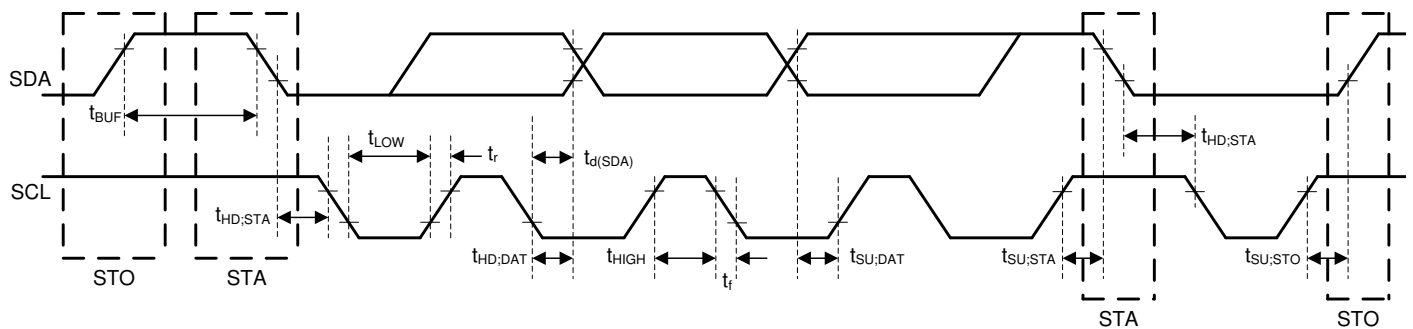 SDA
tBUF
tLOW
tr
td(SDA)
tHD;STA
SCL
tHD;STA
tHD;DAT
tHIGH
tf
tSU;DAT
tSU;STA
tSU;STO
STO
STA
STA
STO